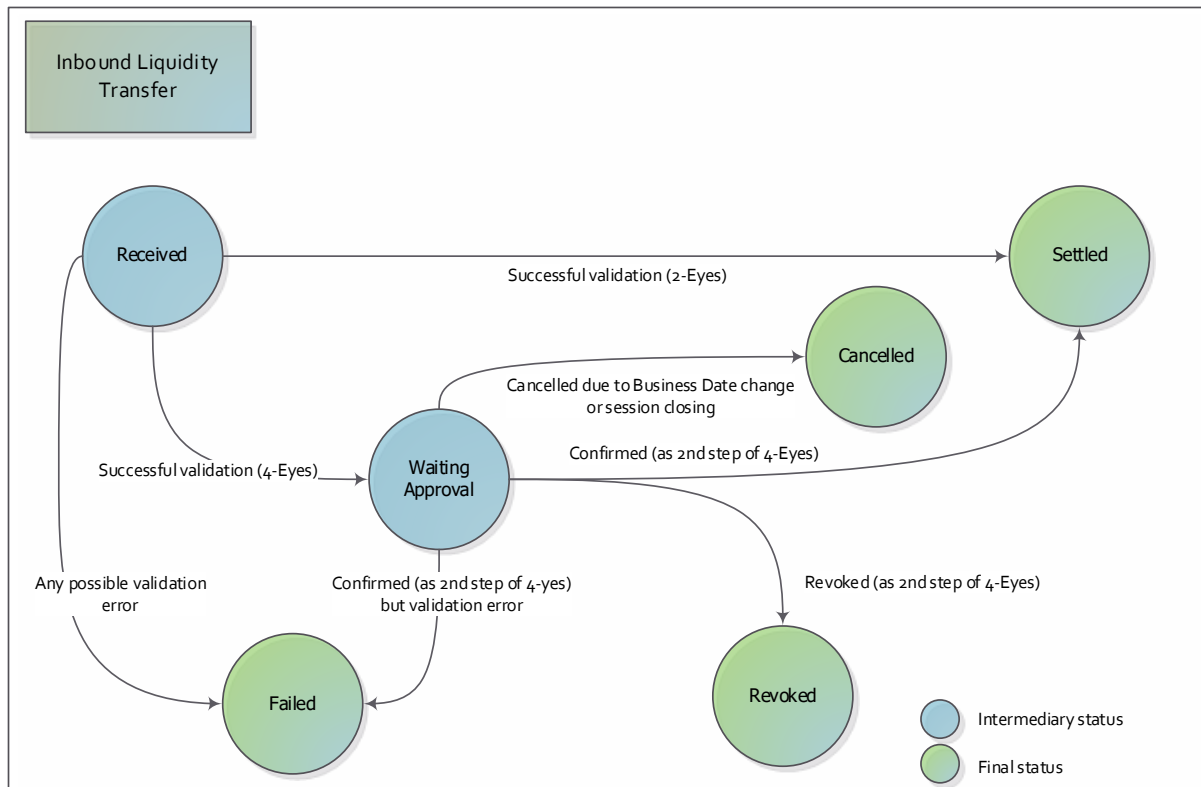 Inbound Liquidity
Transfer
Received
Settled
Successful validation (2-Eyes)
Cancelled
Cancelled due to Business Date change
or session closing
Confirmed (as 2nd step of 4-Eyes)
Waiting
Approval
Successful validation (4-Eyes)
Any possible validation
error
Confirmed (as 2nd step of 4-yes)
but validation error
Revoked (as 2nd step of 4-Eyes)
Failed
Revoked
Intermediary status
Final status